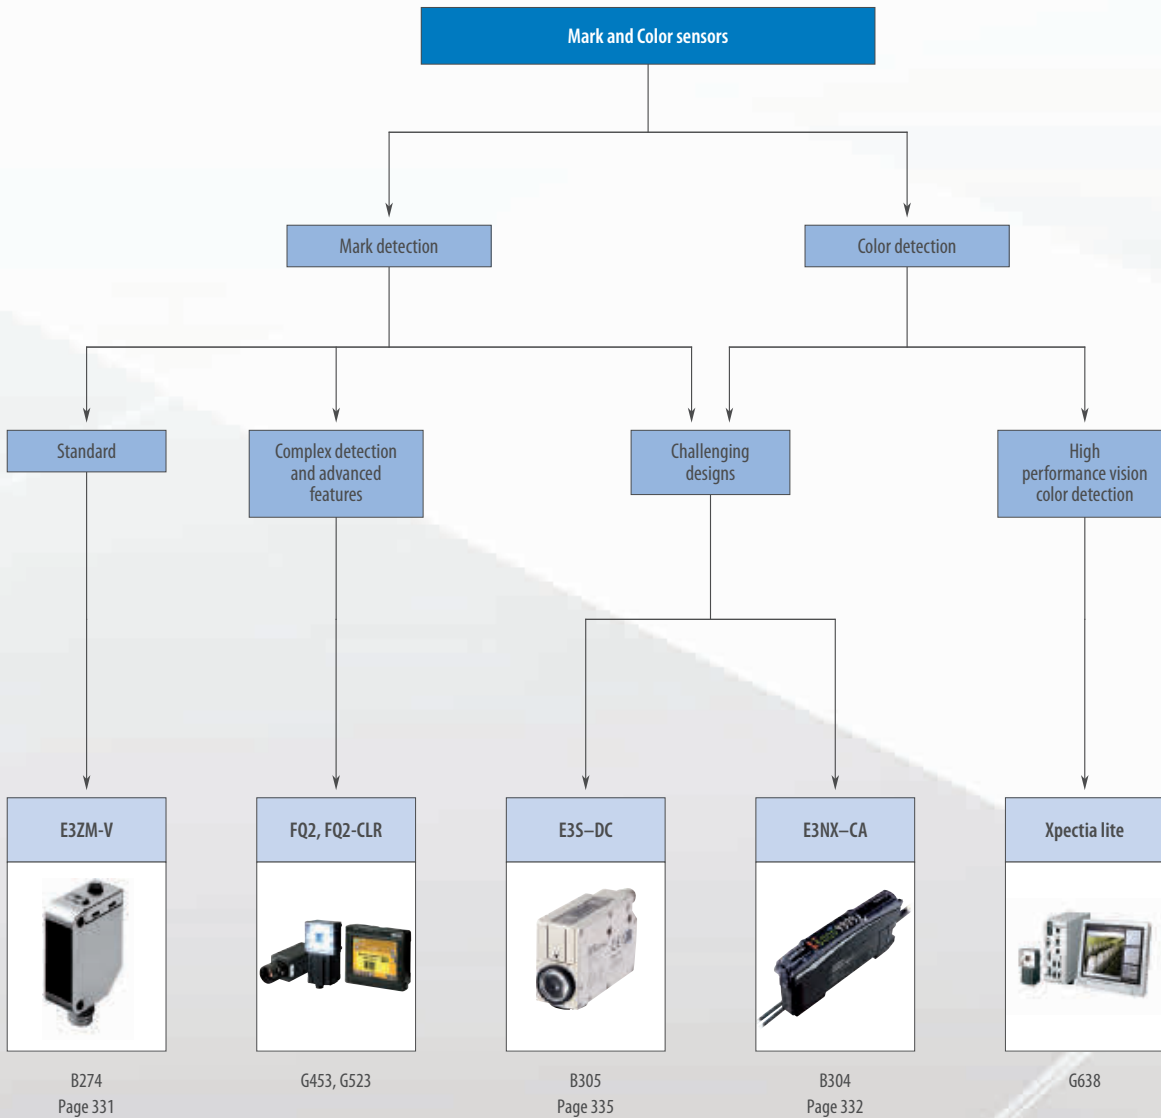 Mark and Color sensors
Mark detection
Color detection
Standard
Complex detection
and advanced
features
Challenging
designs
High
performance vision
color detection
E3ZM-V
FQ2, FQ2-CLR
E3S–DC
E3NX–CA
Xpectia lite
B274
Page 331
G453, G523
B305
Page 335
B304
Page 332
G638